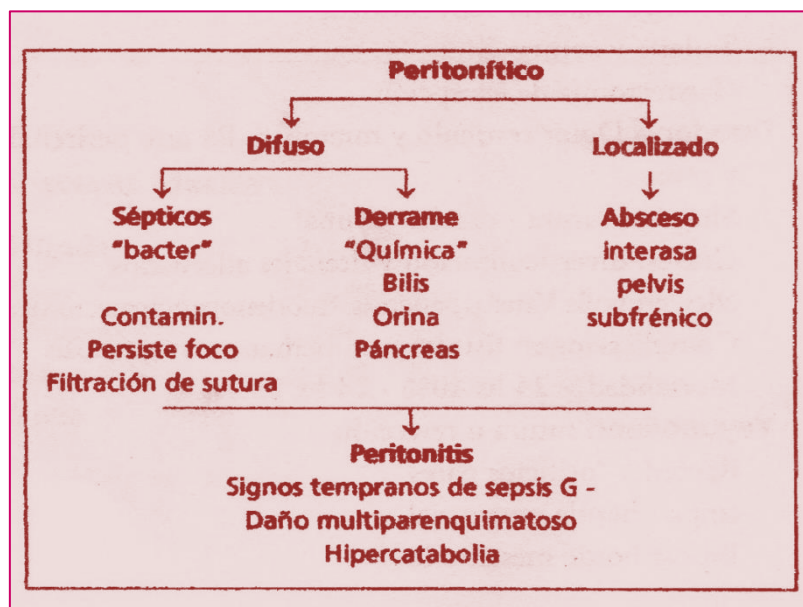 Peritonítico
Difuso
Localizado
Sépticos
"bacter"
Contamin.
Persiste foco
Filtración de sutura
Derrame
"Química"
Bilis
Orina
Páncreas
Absceso
interasa
pelvis
subfrénico
Peritonitis
Signos tempranos de sepsis G -
Daño multiparenquimatoso
Hipercatabolia